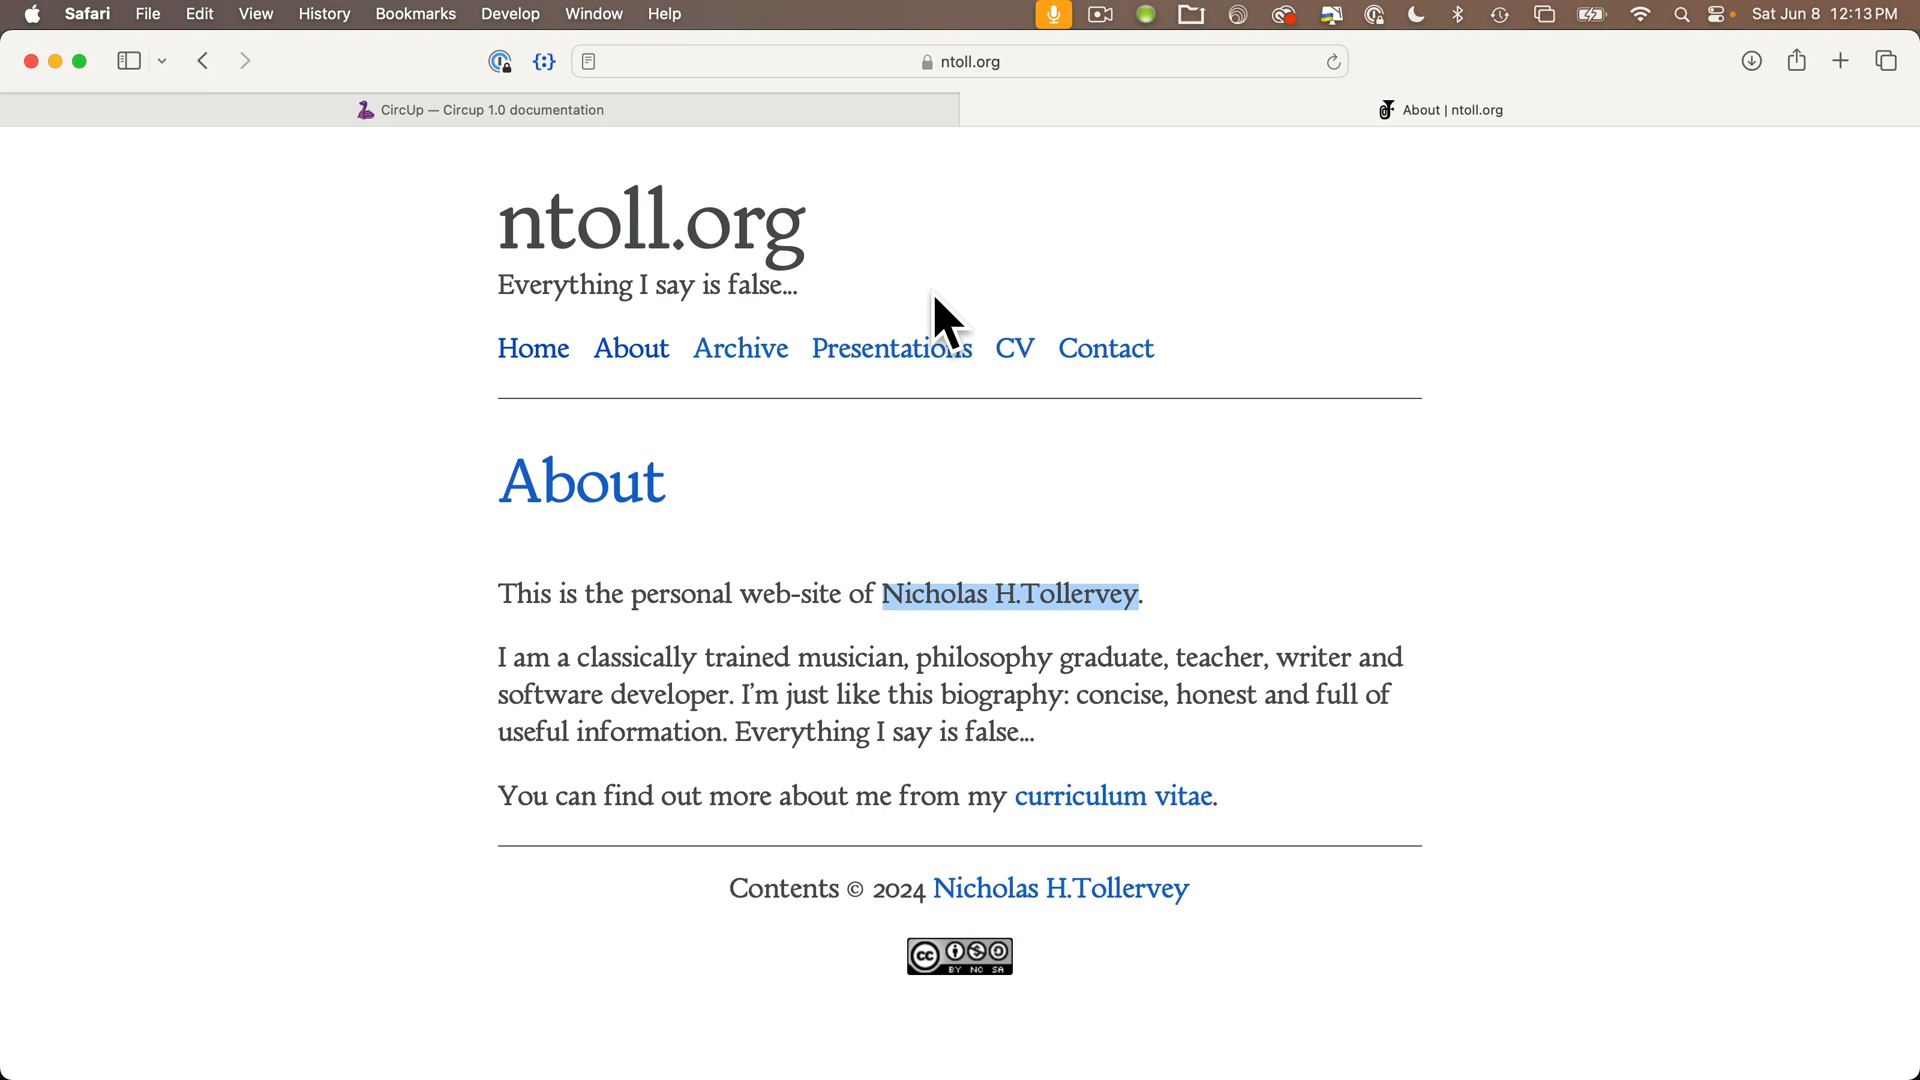 Safari File Edit View History Bookmarks Develop Window Help Sat Jun 8 12:13 PM
ntoll.org
CircUp — Circup 1.0 documentation
About | ntoll.org
ntoll.org
Everything I say is false...
Home About Archive Presentations CV Contact
About
This is the personal web-site of Nicholas H.Tollervey.
I am a classically trained musician, philosophy graduate, teacher, writer and
software developer. I'm just like this biography: concise, honest and full of
useful information. Everything I say is false...
You can find out more about me from my curriculum vitae.
Contents © 2024 Nicholas H.Tollervey
cc BY NC SA